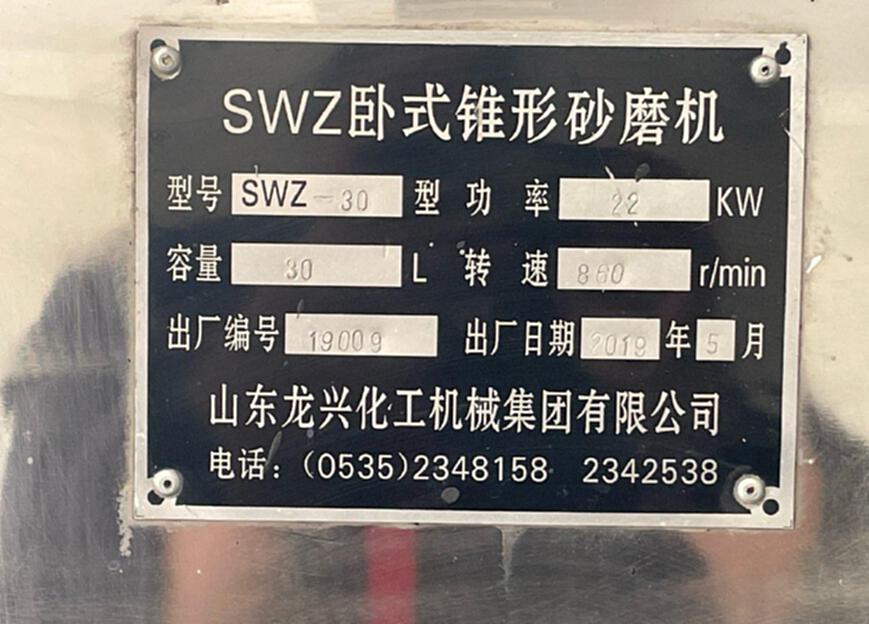 SWZ卧式锥形砂磨机
型号 SWZ-30 型 功率 22 KW
容量 30 L 转速 860 r/min
出厂编号 19009 出厂日期 2019 年 5 月
山东龙兴化工机械集团有限公司
电话：(0535)2348158 2342538